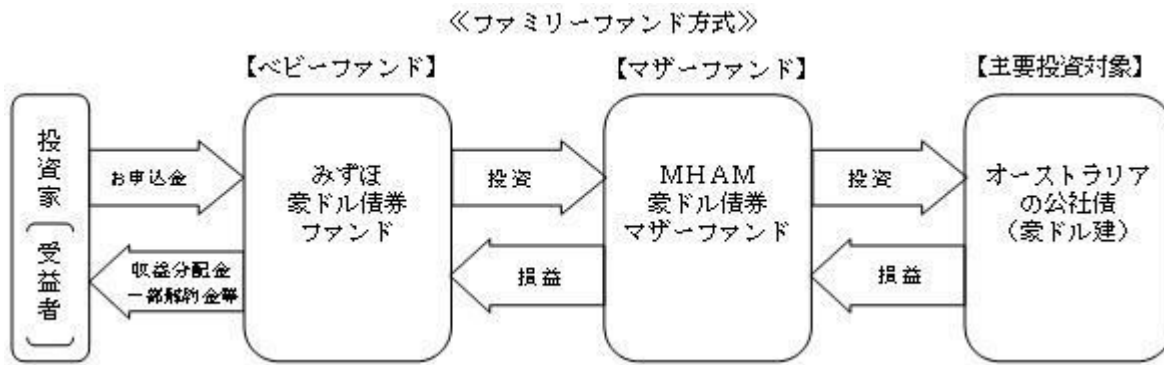 ≪ファミリーファンド方式≫
【ベビーファンド】
【マザーファンド】
【主要投資対象】
投資家
受益者
お申込金
収益分配金
一部解約金等
みずほ
豪ドル債券
ファンド
投資
損益
MHAM
豪ドル債券
マザーファンド
投資
損益
オーストラリア
の公社債
（豪ドル建）